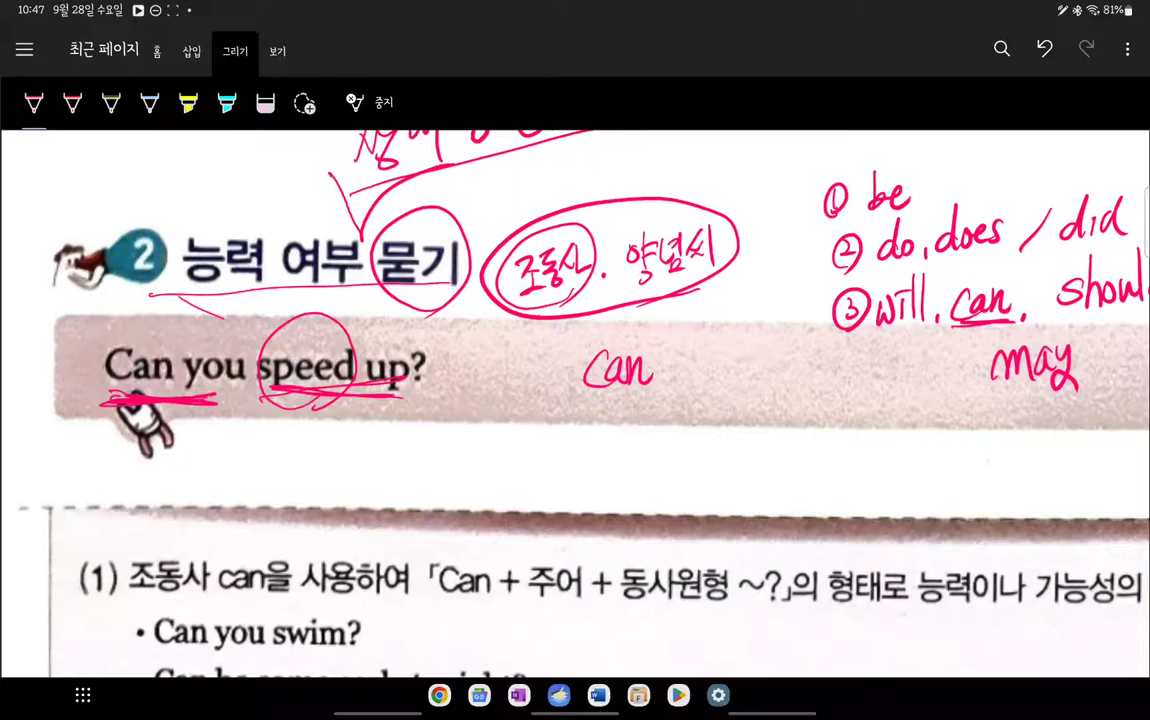 10:47 9월 28일 수요일 81%
최근 페이지 홈 삽입 그리기 보기
중지
① be
② do, does / did
③ will, can, shoul
may
2 능력 여부 묻기 조동사. 양념씨
Can you speed up? can
(1) 조동사 can을 사용하여 「Can + 주어 + 동사원형 ~?」의 형태로 능력이나 가능성의
• Can you swim?